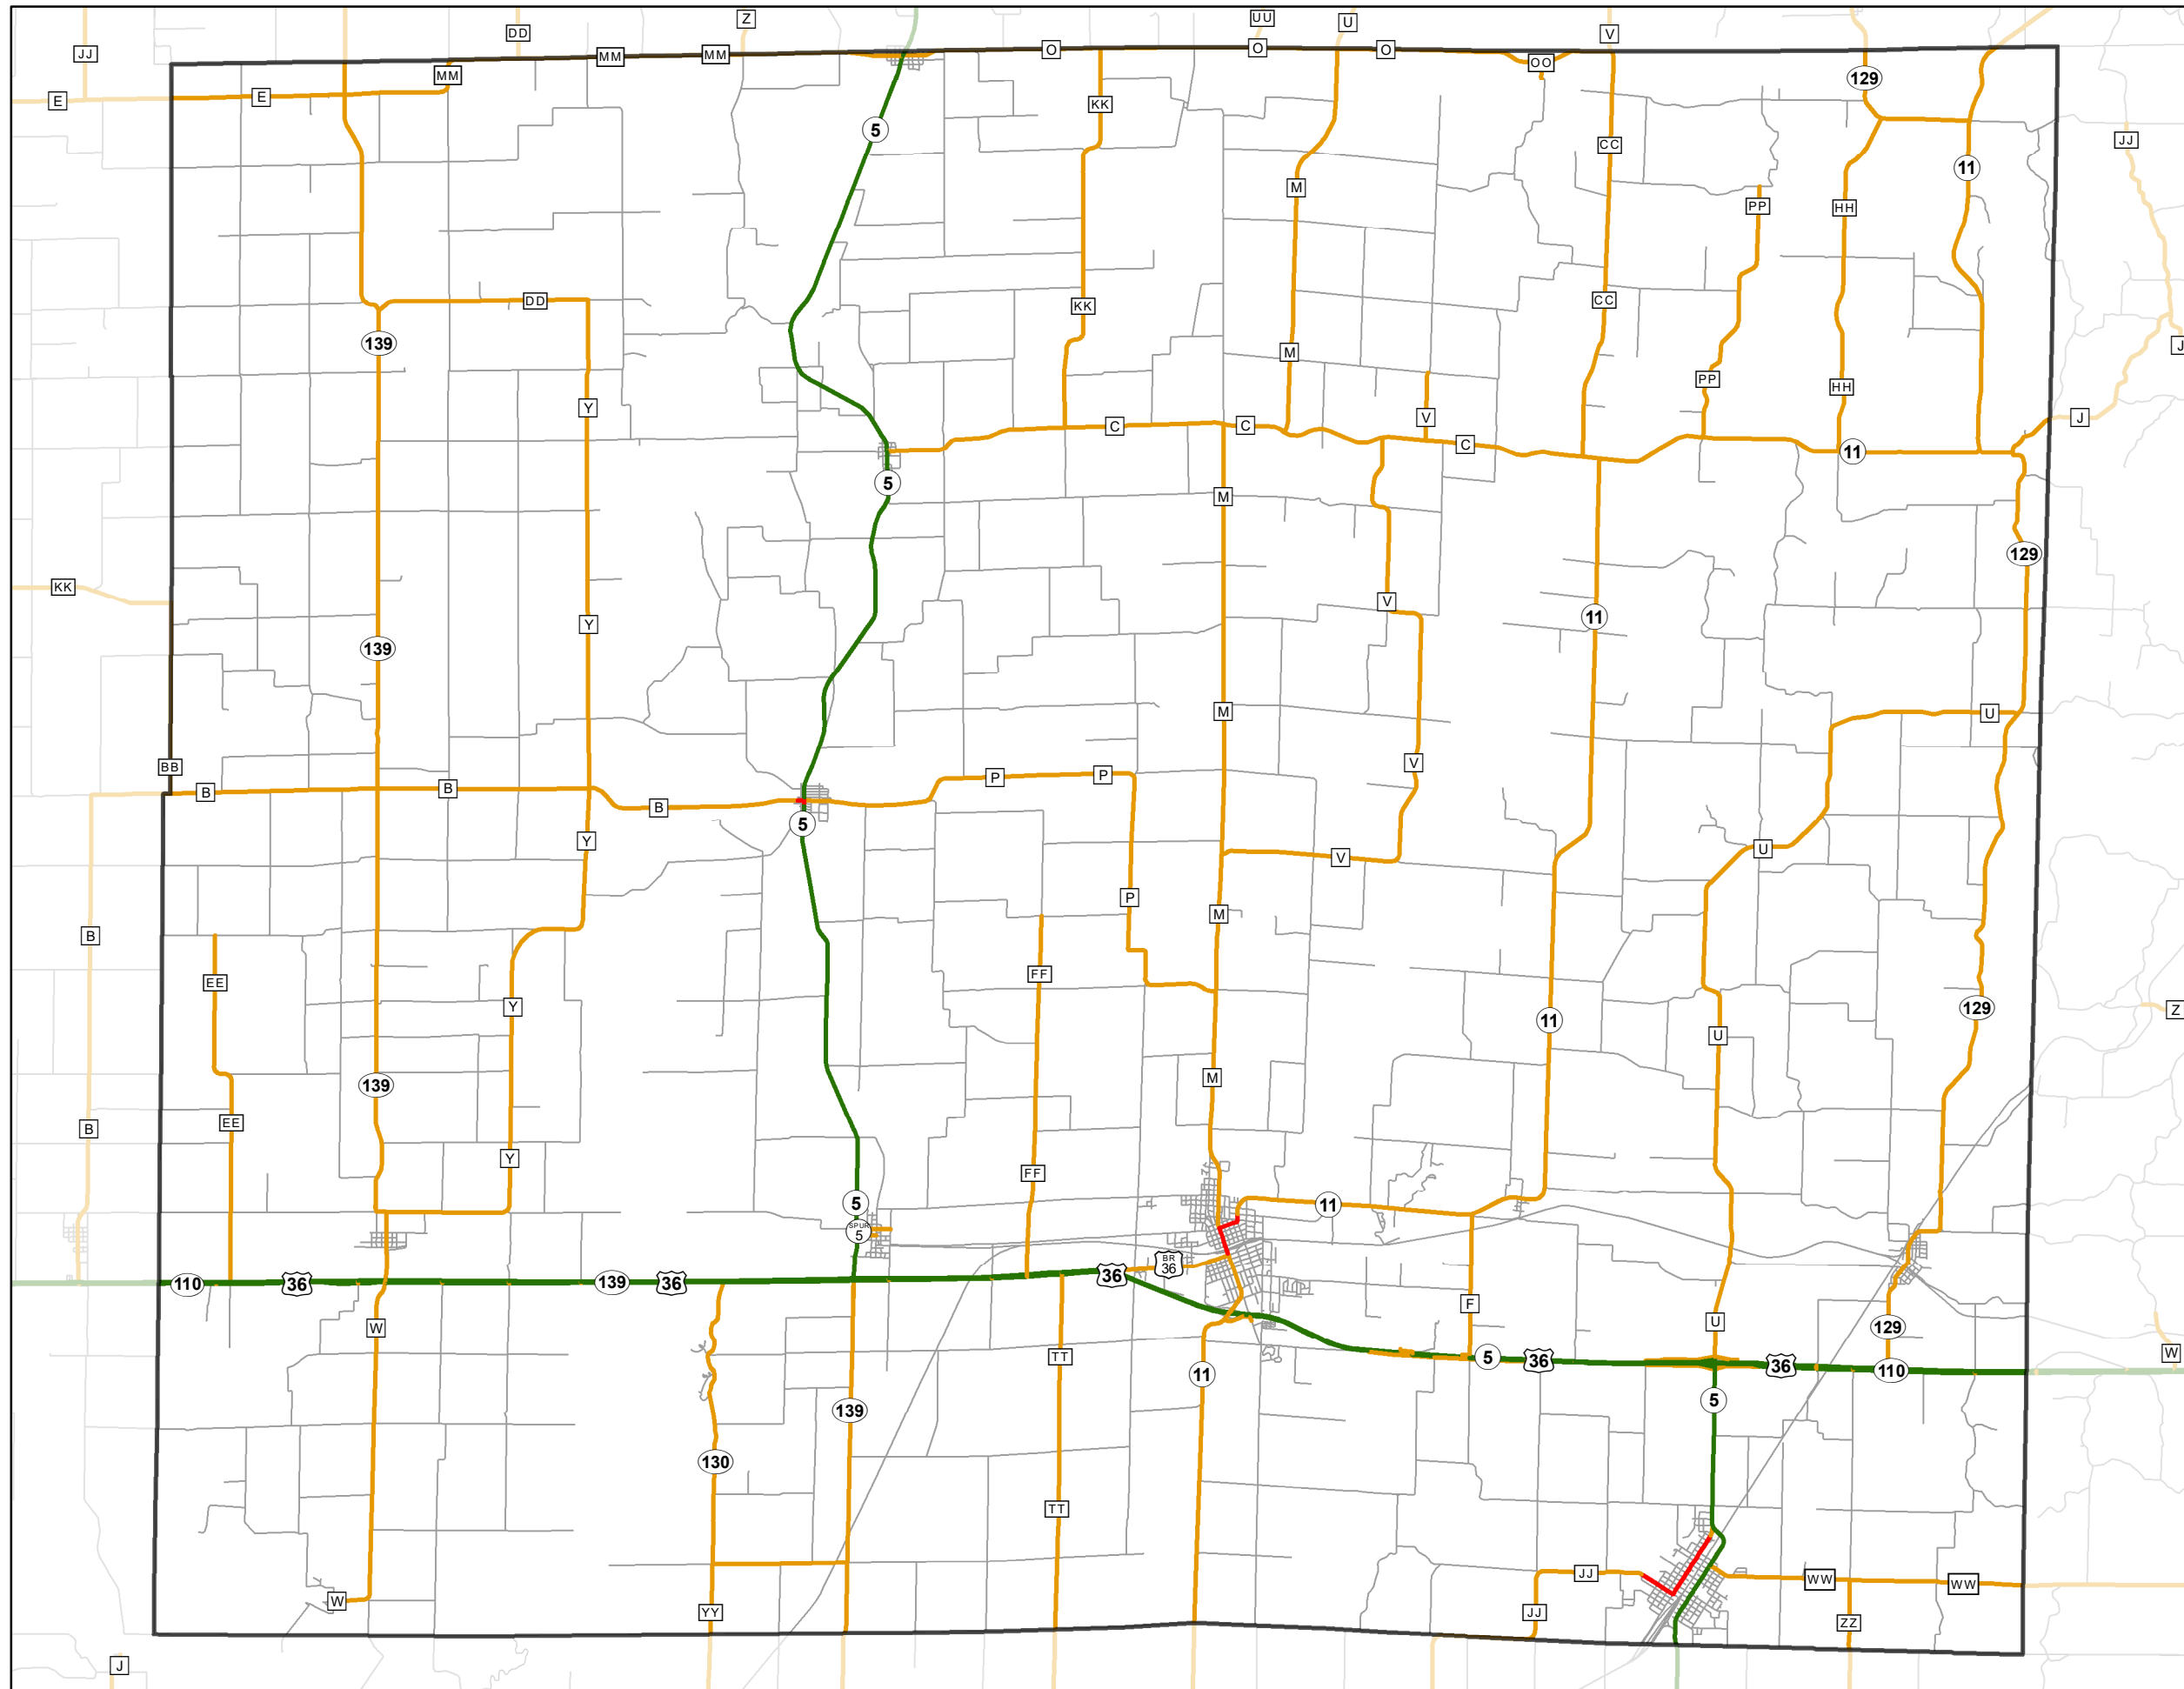 Z
UU
U
DD
V
JJ
MM
MM
MM
O
O
O
OO
129
E
E
KK
5
JJ
CC
11
M
PP
HH
DD
CC
KK
139
J
M
PP
HH
Y
V
J
C
C
C
11
5
M
129
KK
V
11
Y
139
M
U
V
BB
P
P
B
B
B
5
Y
U
V
P
M
B
FF
EE
Y
129
11
U
M
139
EE
B
Y
FF
5
11
SPUR
5
Z
BR
36
36
110
36
139
36
F
U
129
W
W
TT
5
36
36
110
11
5
139
130
TT
W
JJ
WW
WW
YY
JJ
ZZ
J